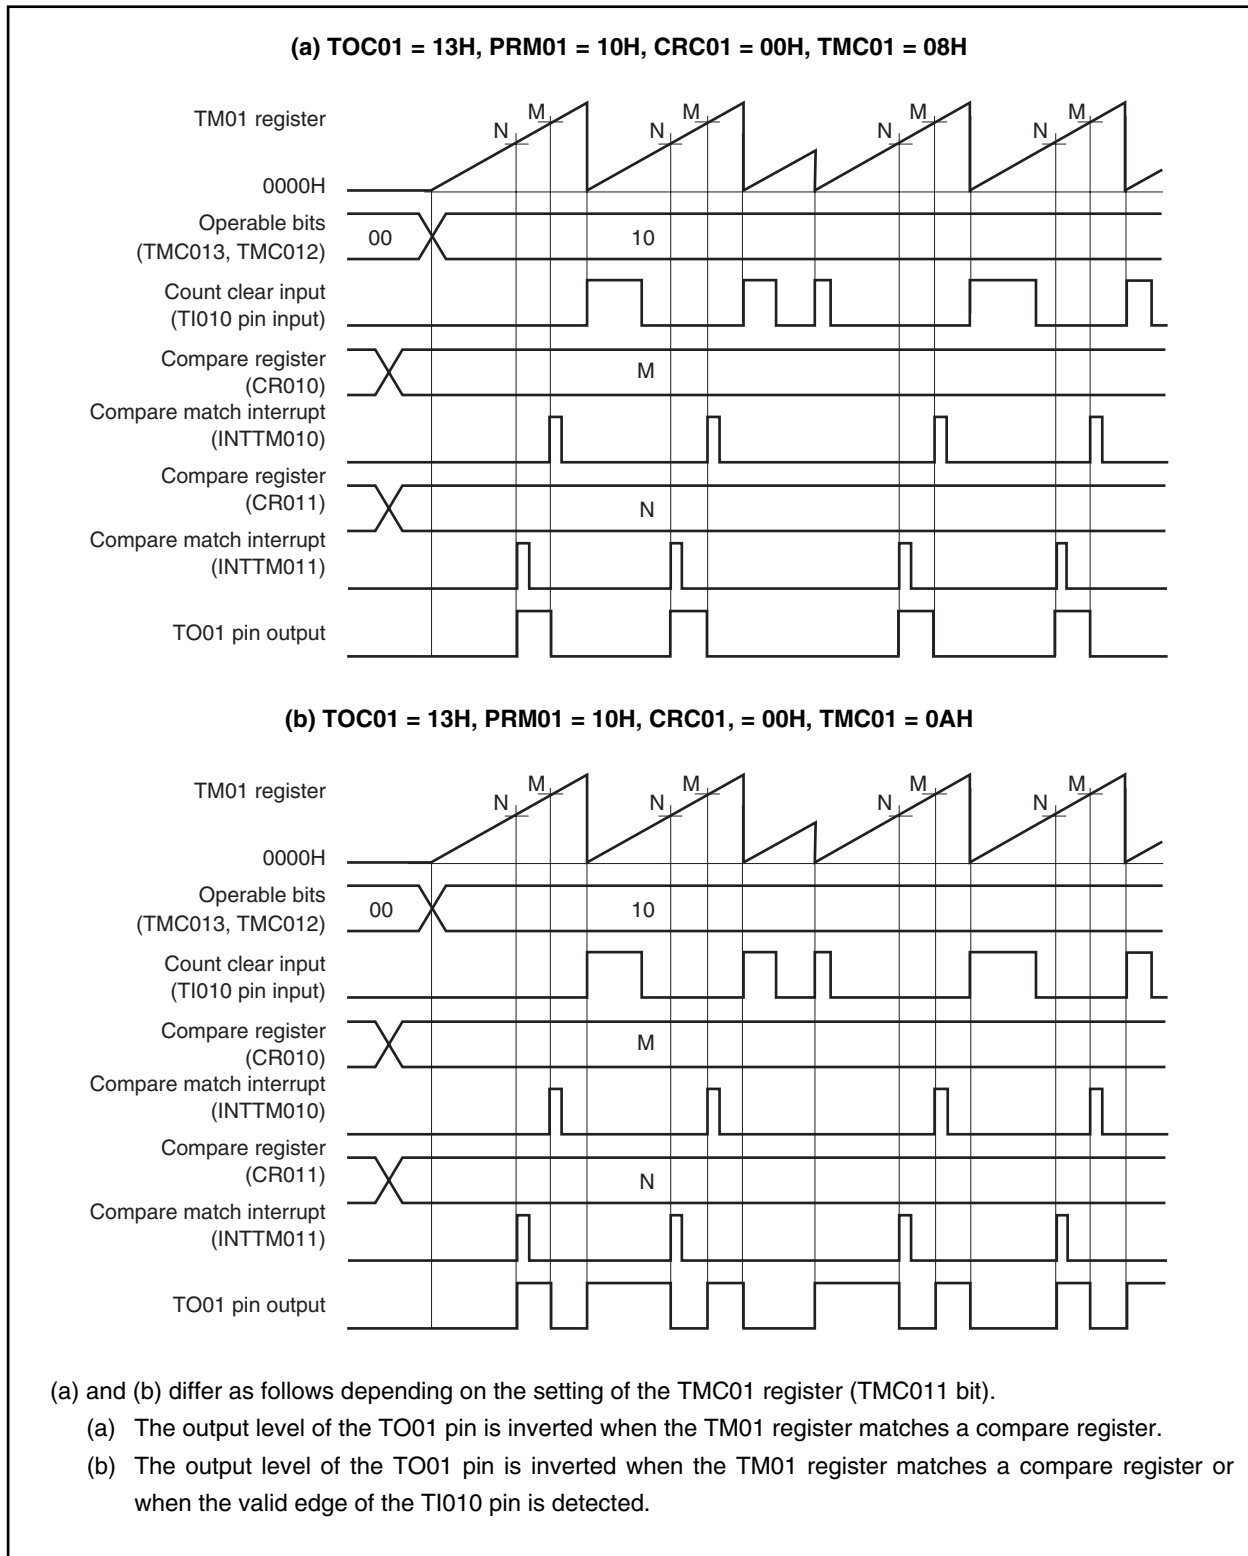 (a) TOC01 = 13H, PRM01 = 10H, CRC01 = 00H, TMC01 = 08H
TM01 register
N
M
N
M
N
M
N
M
0000H
Operable bits
(TMC013, TMC012)
00
10
Count clear input
(TI010 pin input)
Compare register
(CR010)
M
Compare match interrupt
(INTTM010)
Compare register
(CR011)
N
Compare match interrupt
(INTTM011)
TO01 pin output
(b) TOC01 = 13H, PRM01 = 10H, CRC01, = 00H, TMC01 = 0AH
TM01 register
N
M
N
M
N
M
N
M
0000H
Operable bits
(TMC013, TMC012)
00
10
Count clear input
(TI010 pin input)
Compare register
(CR010)
M
Compare match interrupt
(INTTM010)
Compare register
(CR011)
N
Compare match interrupt
(INTTM011)
TO01 pin output
(a) and (b) differ as follows depending on the setting of the TMC01 register (TMC011 bit).
(a) The output level of the TO01 pin is inverted when the TM01 register matches a compare register.
(b) The output level of the TO01 pin is inverted when the TM01 register matches a compare register or
when the valid edge of the TI010 pin is detected.